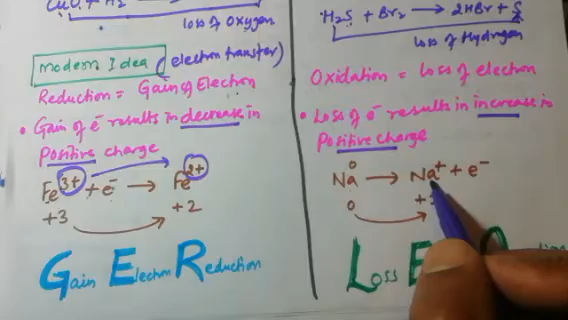 CuO + H₂
loss of Oxygen
modern Idea (electron transfer)
Reduction = Gain of Electron
• Gain of e⁻ results in decrease in
Positive charge
Fe³⁺ + e⁻ → Fe²⁺
+3 +2
Gain Electron Reduction
H₂S + Br₂ → 2HBr + S
loss of Hydrogen
Oxidation = Loss of electron
• Loss of e⁻ results in increase in
Positive charge
0
Na → Na⁺ + e⁻
0
Loss E